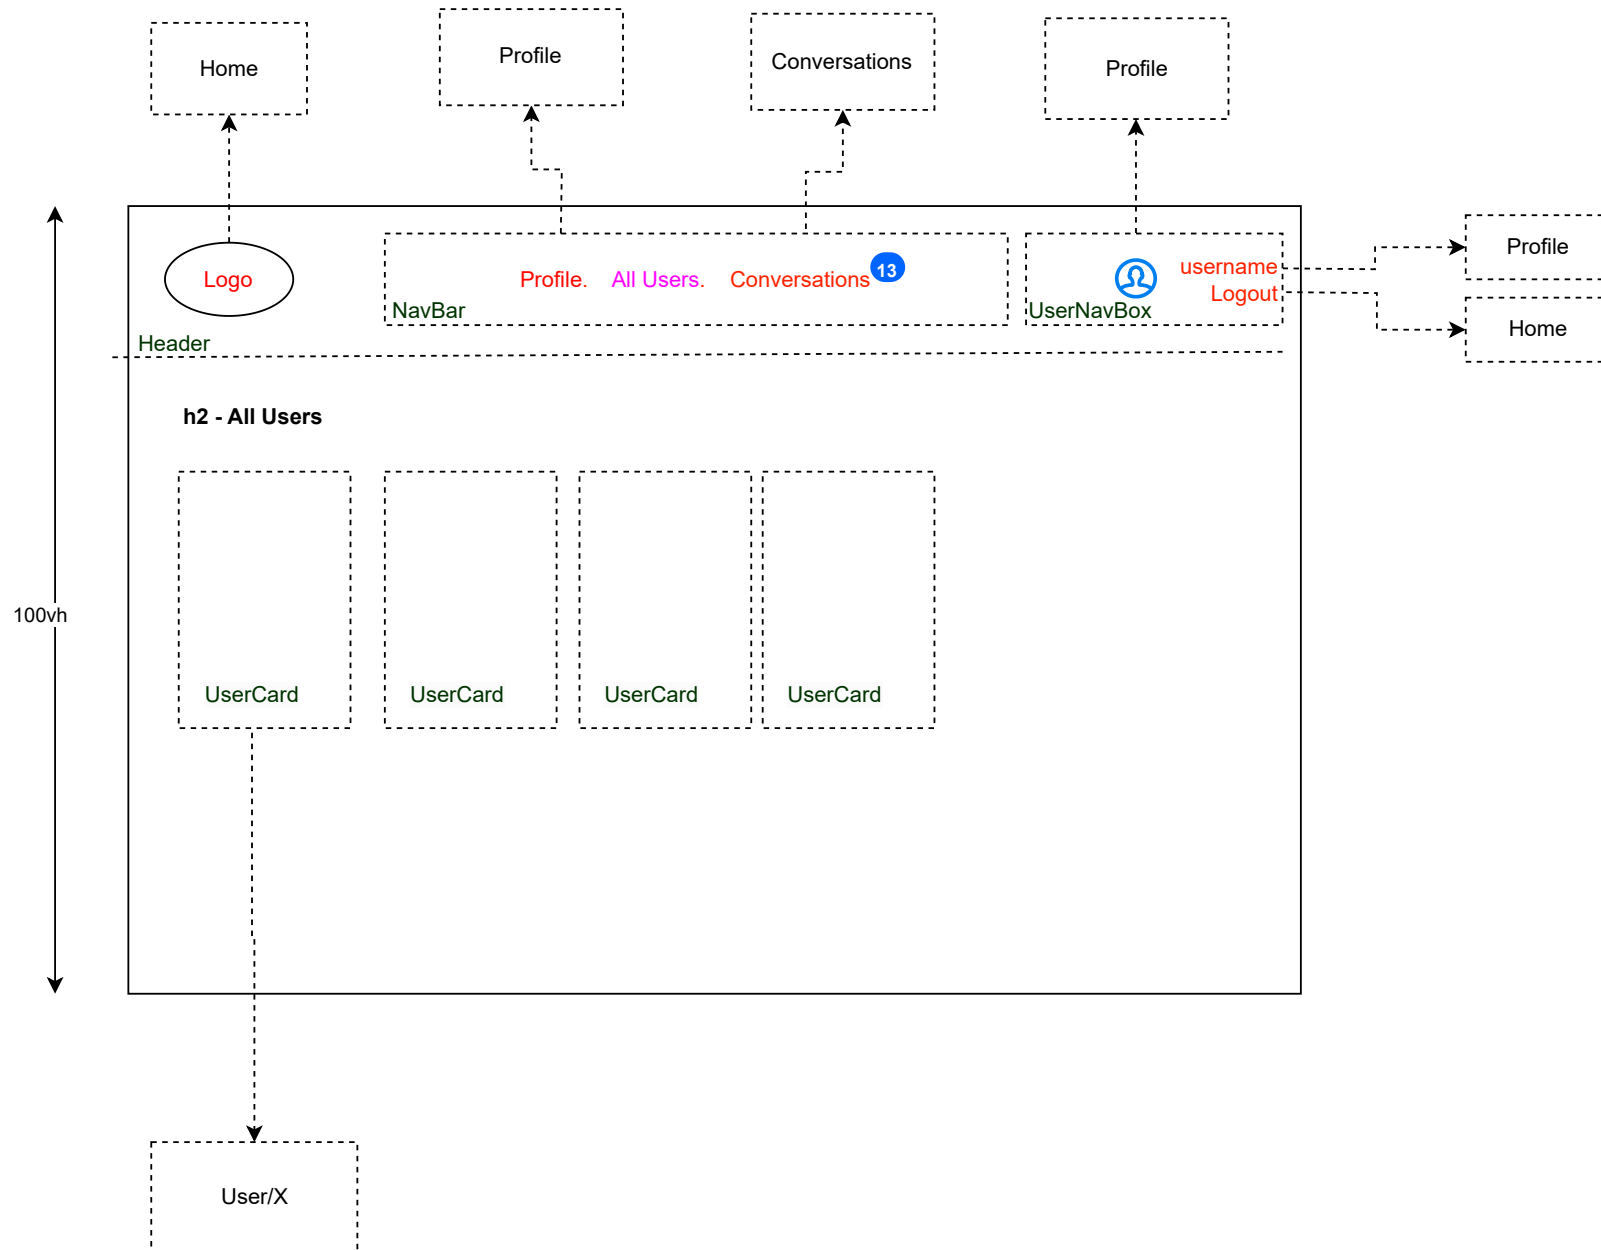 Home
Profile
Conversations
Profile
Logo
Profile. All Users. Conversations 13
NavBar
username
Logout
UserNavBox
Profile
Home
Header
h2 - All Users
100vh
UserCard
UserCard
UserCard
UserCard
User/X